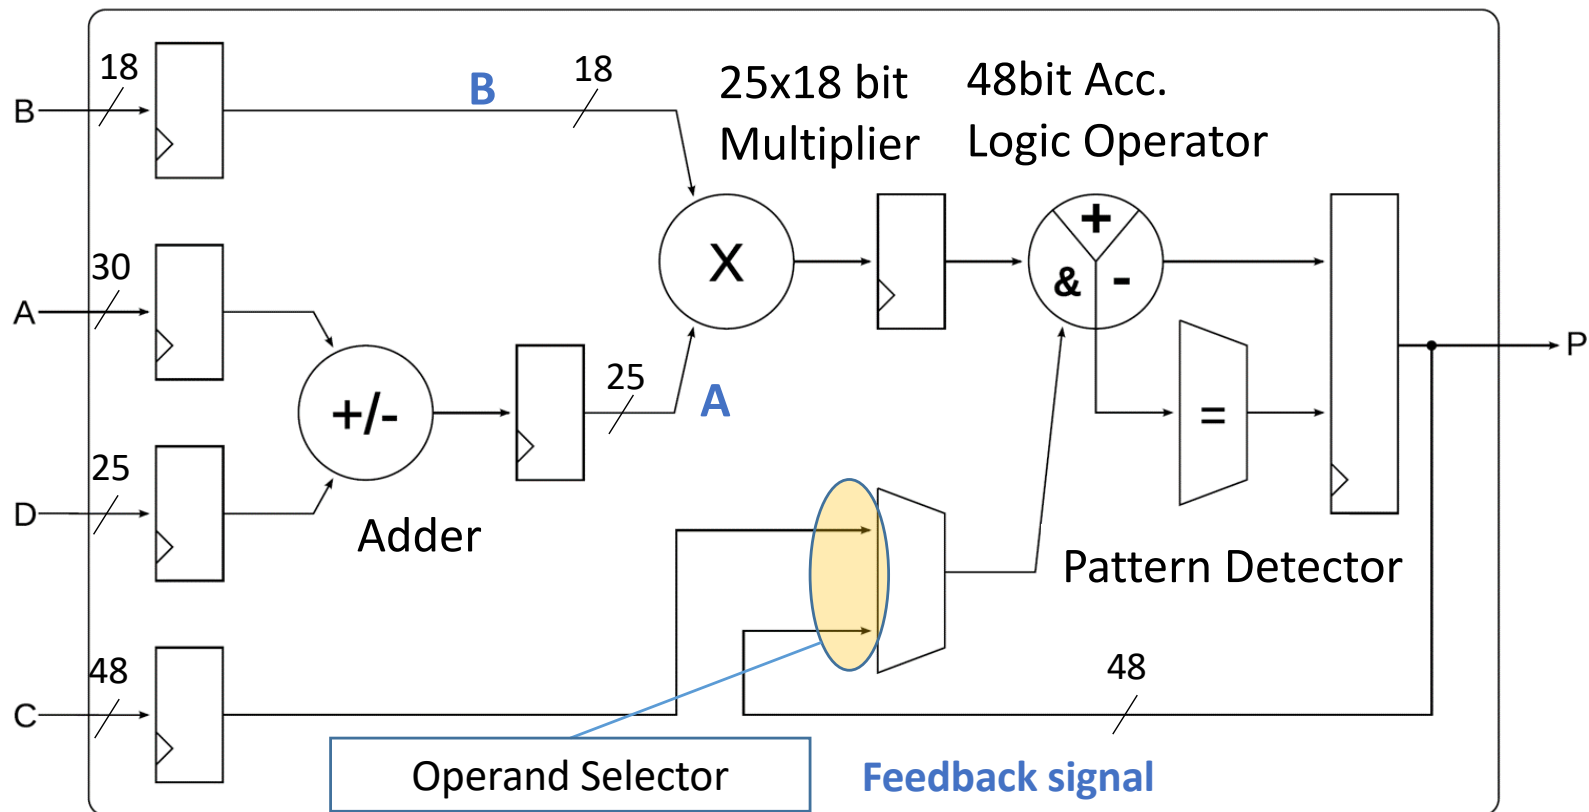 18
B
B
18
25x18 bit
Multiplier
48bit Acc.
Logic Operator
30
A
+/-
X
+
&
-
25
A
P
25
D
=
Adder
Pattern Detector
48
C
48
Operand Selector
Feedback signal